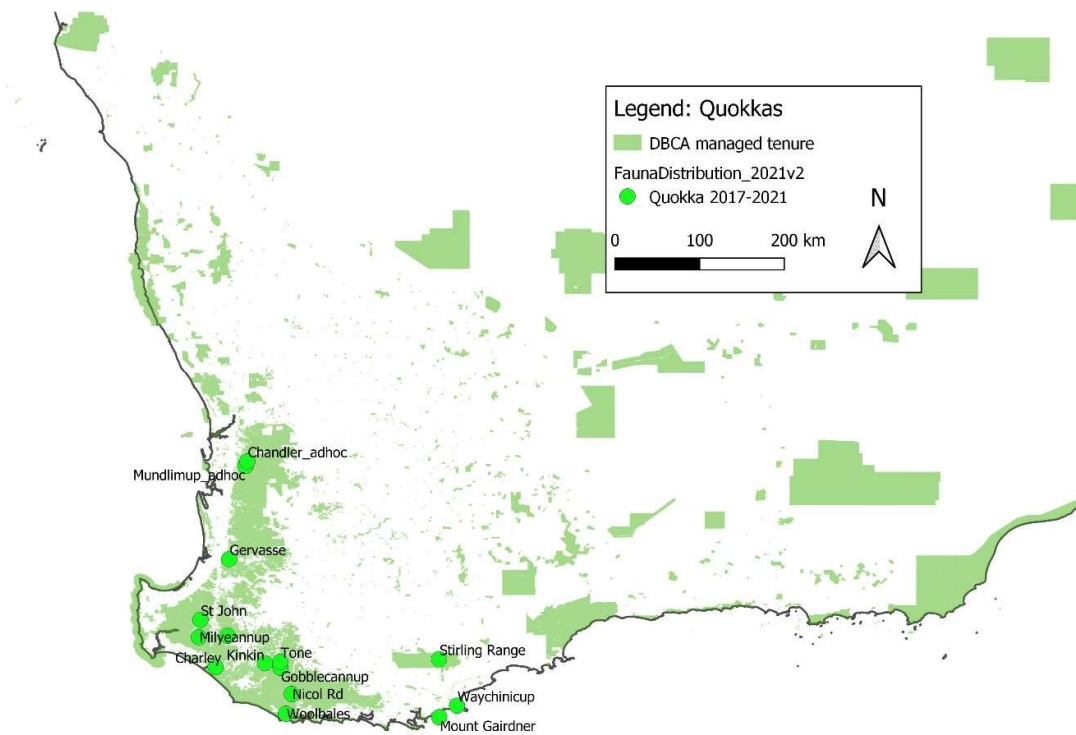 Legend: Quokkas
DBCA managed tenure
FaunaDistribution_2021v2
Quokka 2017-2021
N
0 100 200 km
Chandler_adhoc
Mundlimup_adhoc
Gervasse
St John
Milyeannup
Charley Kinkin Tone
Gobblecannup
Nicol Rd
Woolbales
Stirling Range
Waychinicup
Mount Gairdner